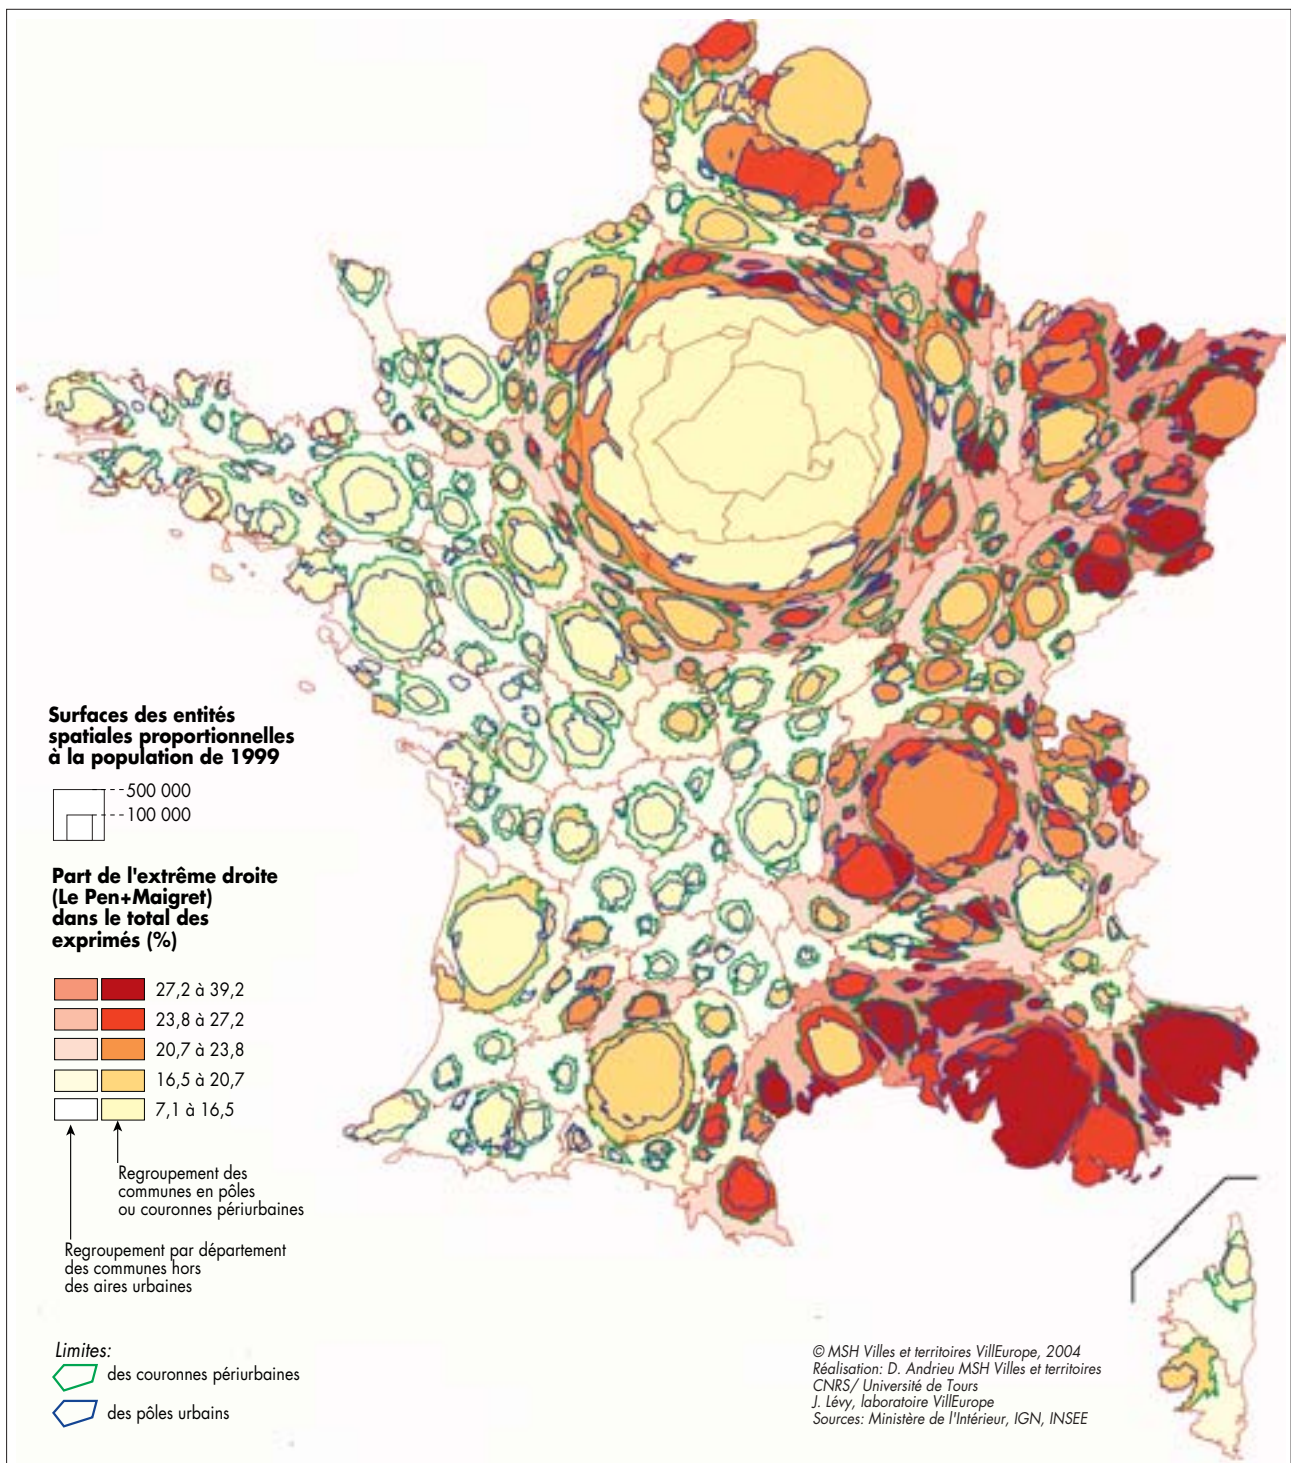 Surfaces des entités
spatiales proportionnelles
à la population de 1999
500 000
100 000
Part de l'extrême droite
(Le Pen+Maigret)
dans le total des
exprimés (%)
27,2 à 39,2
23,8 à 27,2
20,7 à 23,8
16,5 à 20,7
7,1 à 16,5
Regroupement des
communes en pôles
ou couronnes périurbaines
Regroupement par département
des communes hors
des aires urbaines
Limites:
des couronnes périurbaines
des pôles urbains
© MSH Villes et territoires VillEurope, 2004
Réalisation: D. Andrieu MSH Villes et territoires
CNRS/ Université de Tours
J. Lévy, laboratoire VillEurope
Sources: Ministère de l'Intérieur, IGN, INSEE